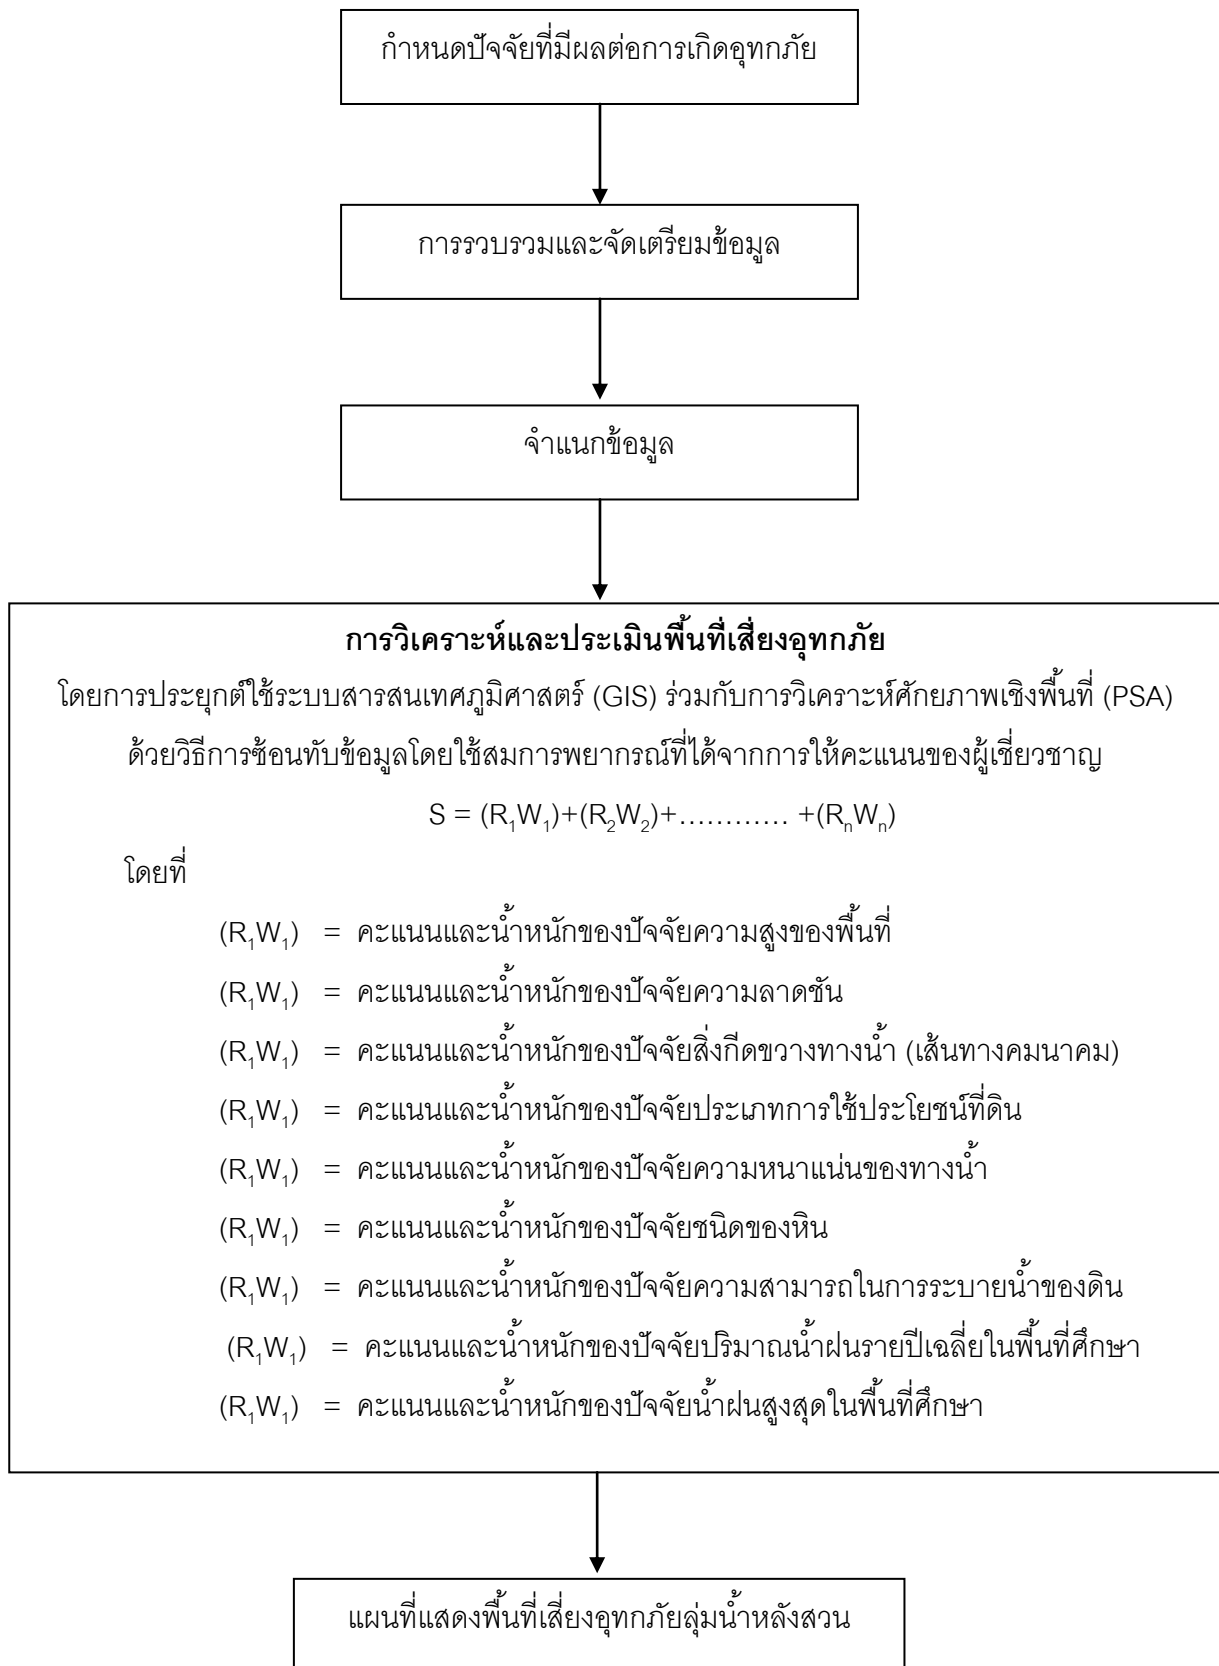 กำหนดปัจจัยที่มีผลต่อการเกิดอุทกภัย
การรวบรวมและจัดเตรียมข้อมูล
จำแนกข้อมูล
การวิเคราะห์และประเมินพื้นที่เสี่ยงอุทกภัย
โดยการประยุกต์ใช้ระบบสารสนเทศภูมิศาสตร์ (GIS) ร่วมกับการวิเคราะห์ศักยภาพเชิงพื้นที่ (PSA)
ด้วยวิธีการซ้อนทับข้อมูลโดยใช้สมการพยากรณ์ที่ได้จากการให้คะแนนของผู้เชี่ยวชาญ
S = (R₁W₁)+(R₂W₂)+………… +(RₙWₙ)
โดยที่
(R₁W₁) = คะแนนและน้ำหนักของปัจจัยความสูงของพื้นที่
(R₁W₁) = คะแนนและน้ำหนักของปัจจัยความลาดชัน
(R₁W₁) = คะแนนและน้ำหนักของปัจจัยสิ่งกีดขวางทางน้ำ (เส้นทางคมนาคม)
(R₁W₁) = คะแนนและน้ำหนักของปัจจัยประเภทการใช้ประโยชน์ที่ดิน
(R₁W₁) = คะแนนและน้ำหนักของปัจจัยความหนาแน่นของทางน้ำ
(R₁W₁) = คะแนนและน้ำหนักของปัจจัยชนิดของหิน
(R₁W₁) = คะแนนและน้ำหนักของปัจจัยความสามารถในการระบายน้ำของดิน
(R₁W₁) = คะแนนและน้ำหนักของปัจจัยปริมาณน้ำฝนรายปีเฉลี่ยในพื้นที่ศึกษา
(R₁W₁) = คะแนนและน้ำหนักของปัจจัยน้ำฝนสูงสุดในพื้นที่ศึกษา
แผนที่แสดงพื้นที่เสี่ยงอุทกภัยลุ่มน้ำหลังสวน